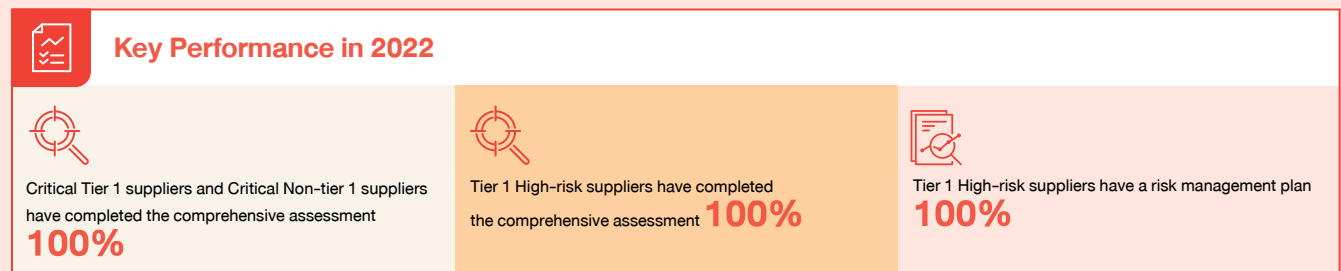 Key Performance in 2022
Critical Tier 1 suppliers and Critical Non-tier 1 suppliers
have completed the comprehensive assessment
100%
Tier 1 High-risk suppliers have completed
the comprehensive assessment 100%
Tier 1 High-risk suppliers have a risk management plan
100%